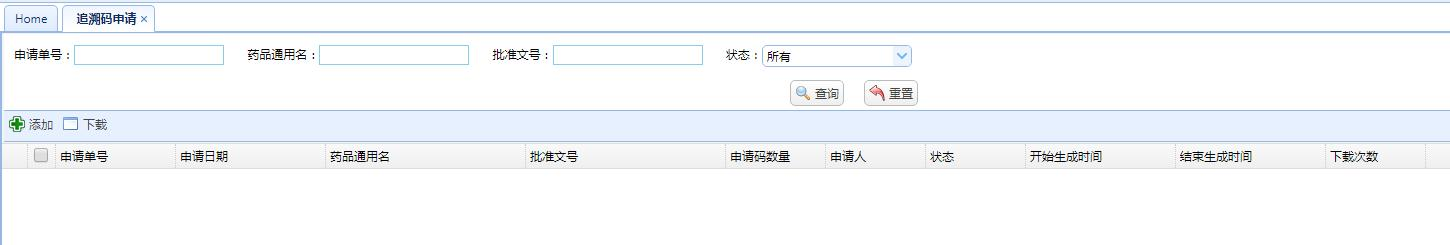 Home 追溯码申请 ×
申请单号： 药品通用名： 批准文号： 状态： 所有
查询 重置
添加 下载
申请单号 申请日期 药品通用名 批准文号 申请码数量 申请人 状态 开始生成时间 结束生成时间 下载次数